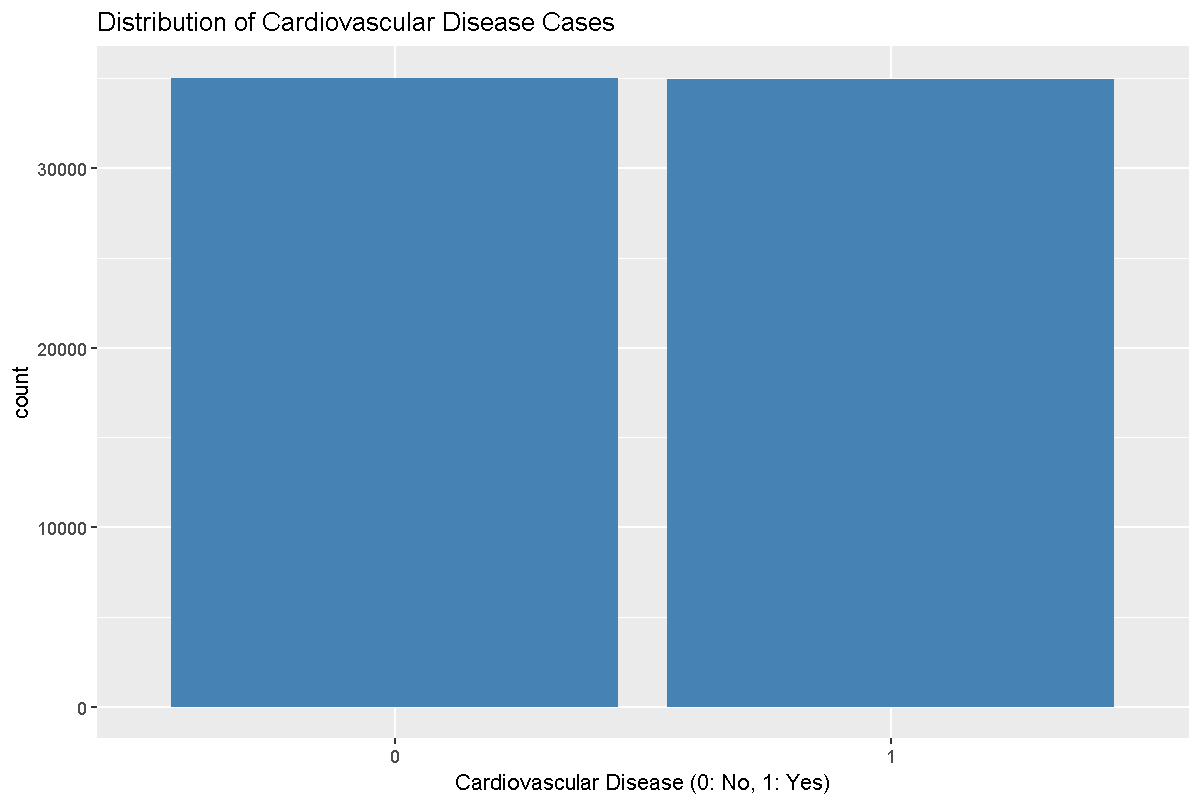 Distribution of Cardiovascular Disease Cases
30000
20000
10000
0
count
0
1
Cardiovascular Disease (0: No, 1: Yes)